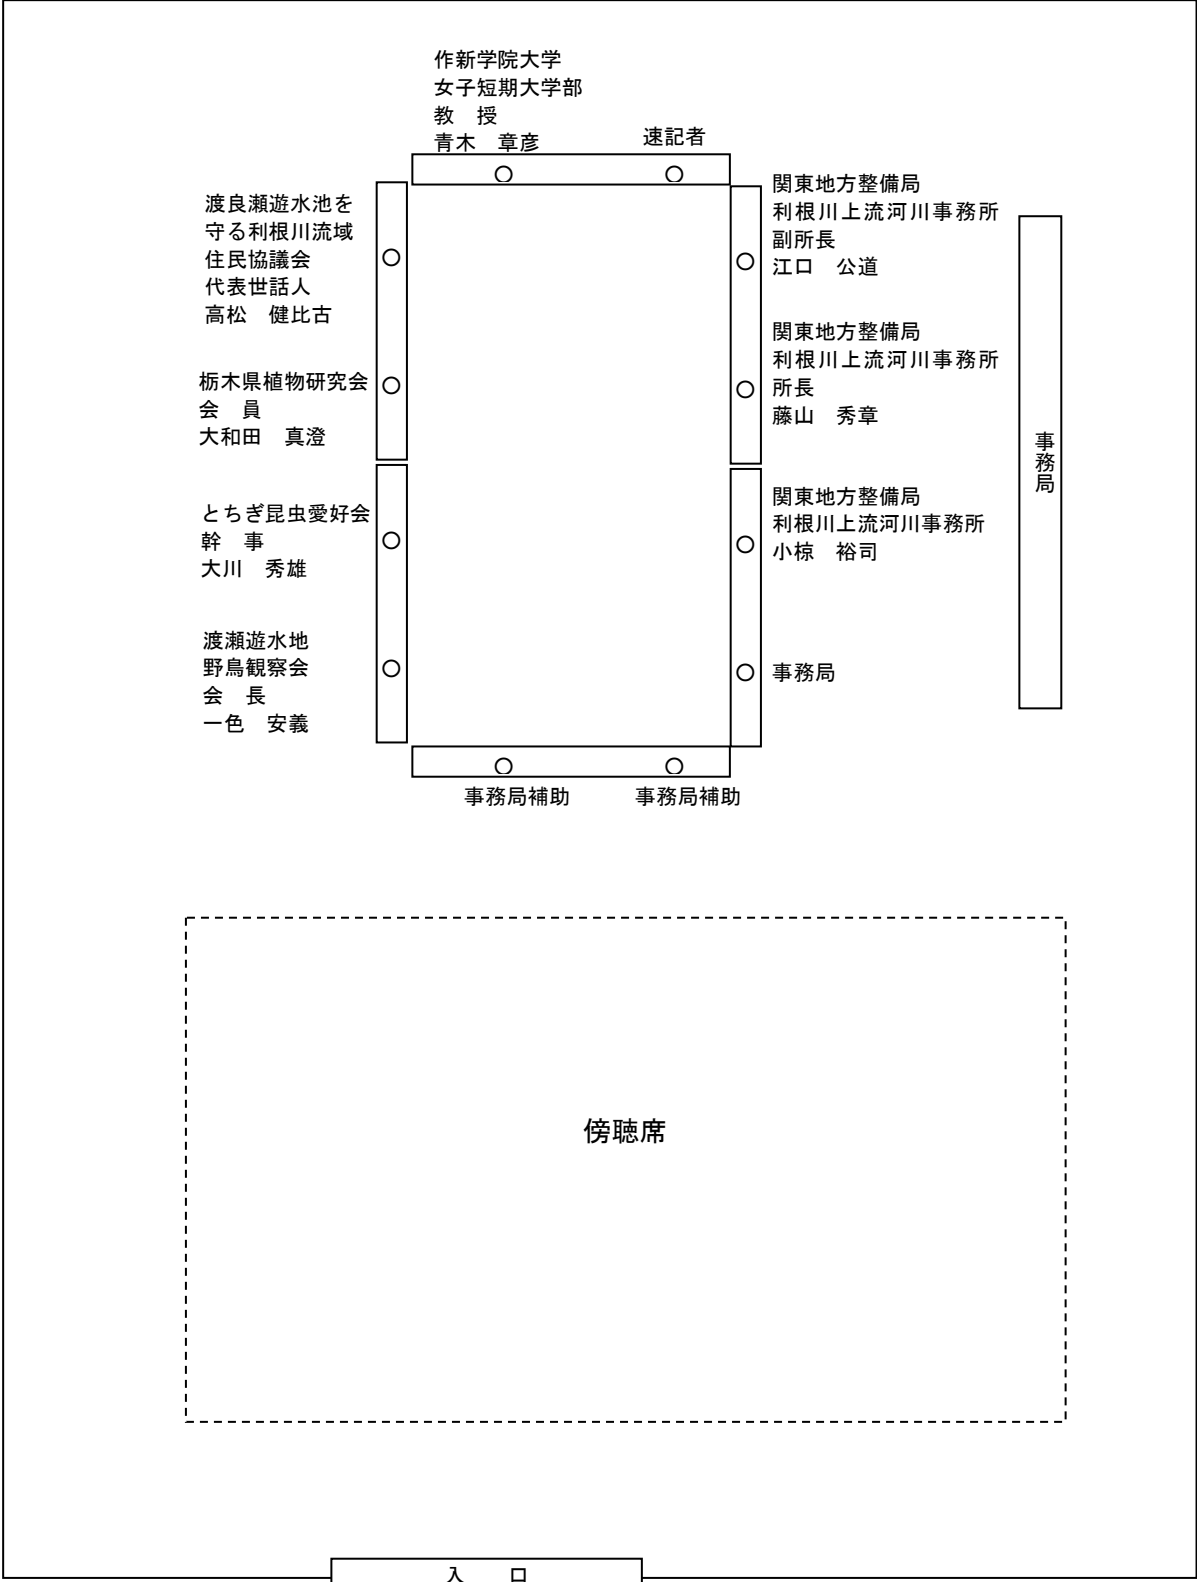 作新学院大学
女子短期大学部
教　授
青木　章彦
速記者
渡良瀬遊水池を
守る利根川流域
住民協議会
代表世話人
高松　健比古
栃木県植物研究会
会　員
大和田　真澄
とちぎ昆虫愛好会
幹　事
大川　秀雄
渡瀬遊水地
野鳥観察会
会　長
一色　安義
関東地方整備局
利根川上流河川事務所
副所長
江口　公道
関東地方整備局
利根川上流河川事務所
所長
藤山　秀章
関東地方整備局
利根川上流河川事務所
小椋　裕司
事務局
事務局
事務局補助
事務局補助
傍聴席
入　口